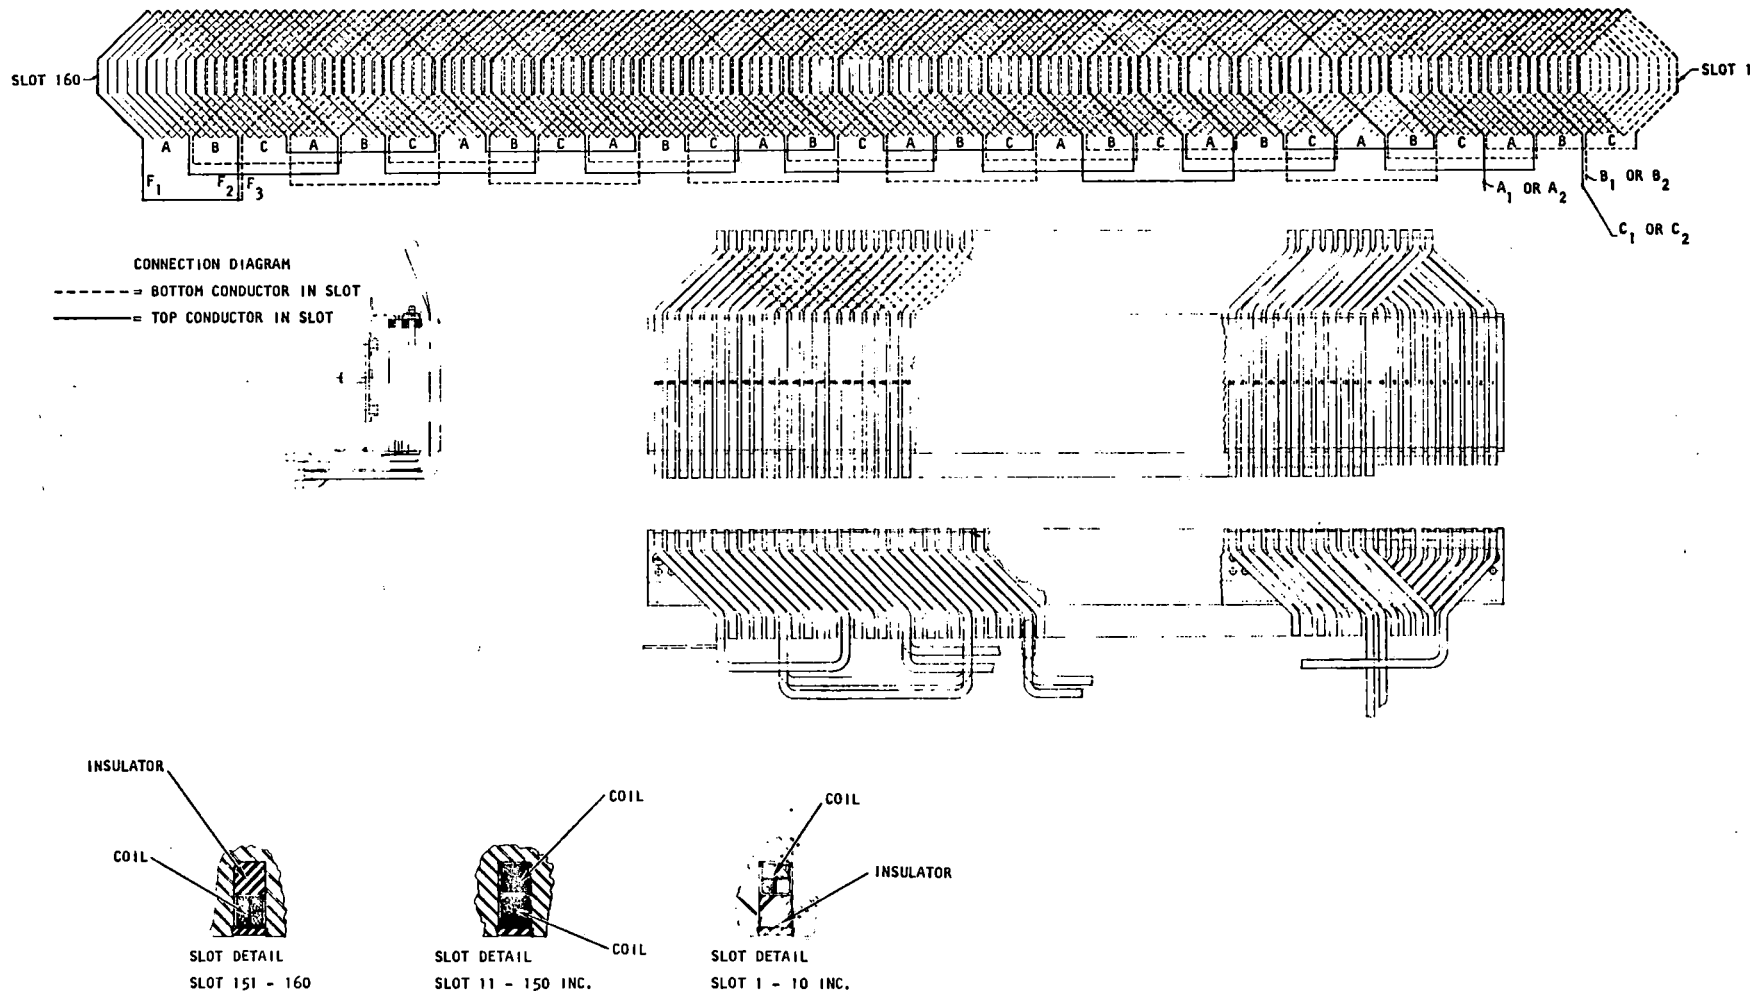 SLOT 160
SLOT 1
A B C A B C A B C A B C A B C A B C A B C A B C A B C A B C
F1 F2 F3
A1 OR A2
B1 OR B2
C1 OR C2
CONNECTION DIAGRAM
= BOTTOM CONDUCTOR IN SLOT
= TOP CONDUCTOR IN SLOT
INSULATOR
COIL
SLOT DETAIL
SLOT 151 - 160
COIL
COIL
SLOT DETAIL
SLOT 11 - 150 INC.
COIL
INSULATOR
SLOT DETAIL
SLOT 1 - 10 INC.